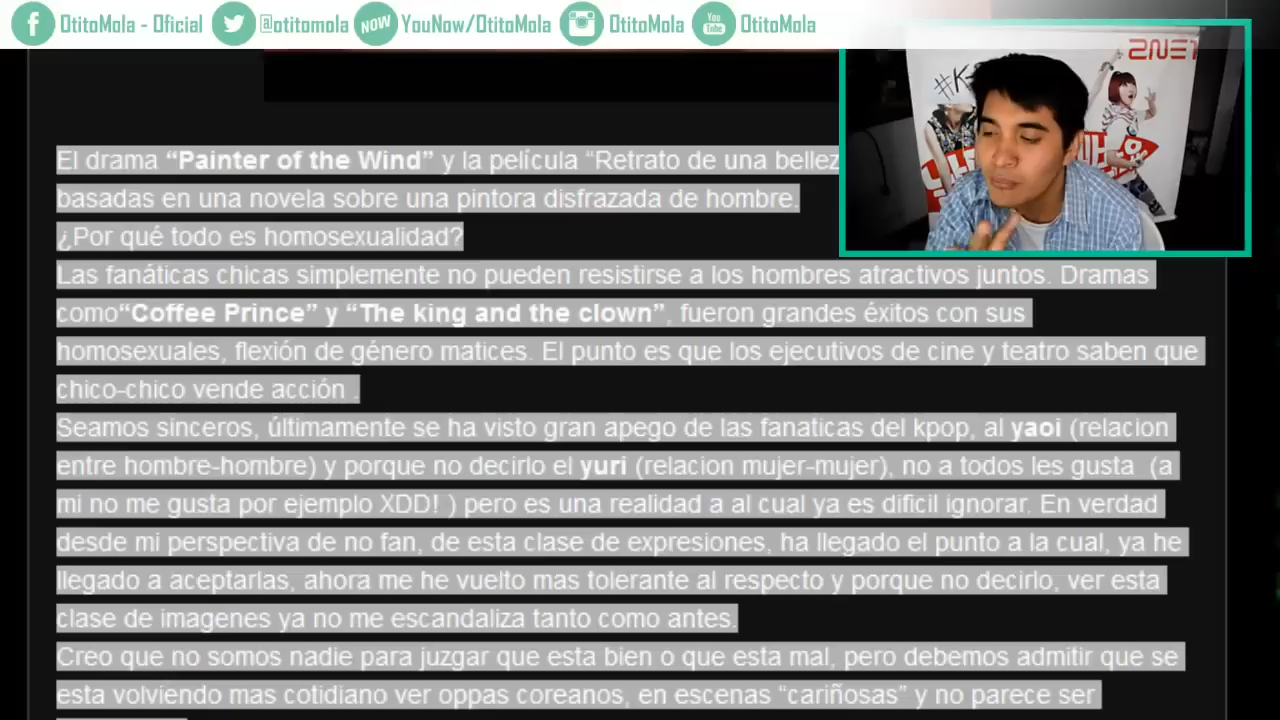 OtitoMola - Oficial @otitomola NOW YouNow/OtitoMola OtitoMola You Tube OtitoMola
2NE1
#K
El drama “Painter of the Wind” y la película “Retrato de una bellez
basadas en una novela sobre una pintora disfrazada de hombre.
¿Por qué todo es homosexualidad?
Las fanáticas chicas simplemente no pueden resistirse a los hombres atractivos juntos. Dramas
como“Coffee Prince” y “The king and the clown”, fueron grandes éxitos con sus
homosexuales, flexión de género matices. El punto es que los ejecutivos de cine y teatro saben que
chico-chico vende acción .
Seamos sinceros, últimamente se ha visto gran apego de las fanaticas del kpop, al yaoi (relacion
entre hombre-hombre) y porque no decirlo el yuri (relacion mujer-mujer), no a todos les gusta (a
mi no me gusta por ejemplo XDD! ) pero es una realidad a al cual ya es dificil ignorar. En verdad
desde mi perspectiva de no fan, de esta clase de expresiones, ha llegado el punto a la cual, ya he
llegado a aceptarlas, ahora me he vuelto mas tolerante al respecto y porque no decirlo, ver esta
clase de imagenes ya no me escandaliza tanto como antes.
Creo que no somos nadie para juzgar que esta bien o que esta mal, pero debemos admitir que se
esta volviendo mas cotidiano ver oppas coreanos, en escenas “cariñosas” y no parece ser